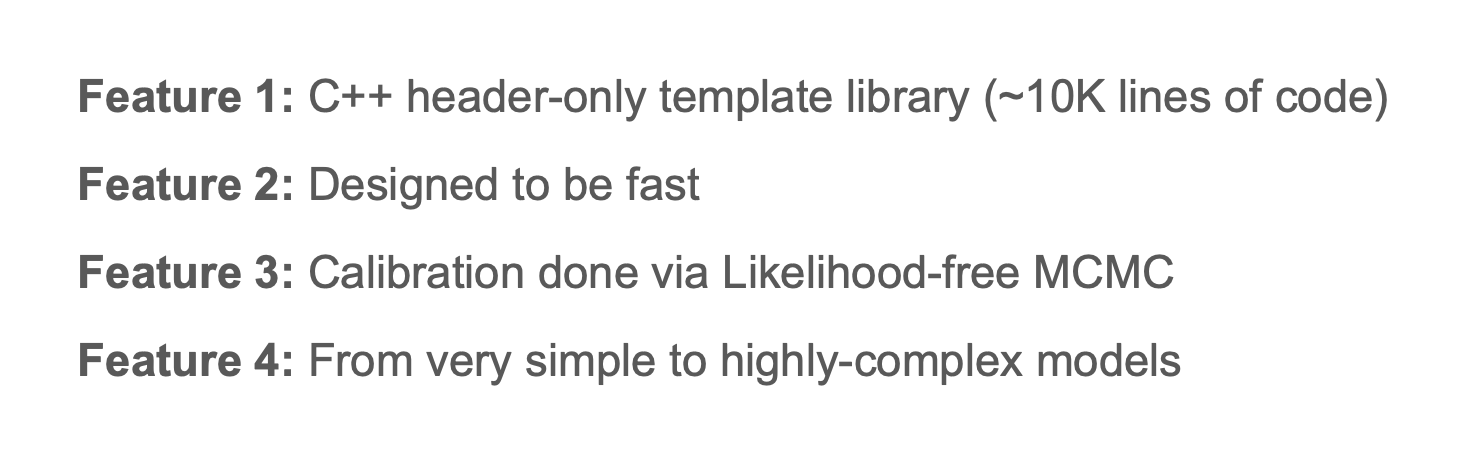 Feature 1: C++ header-only template library (~10K lines of code)
Feature 2: Designed to be fast
Feature 3: Calibration done via Likelihood-free MCMC
Feature 4: From very simple to highly-complex models